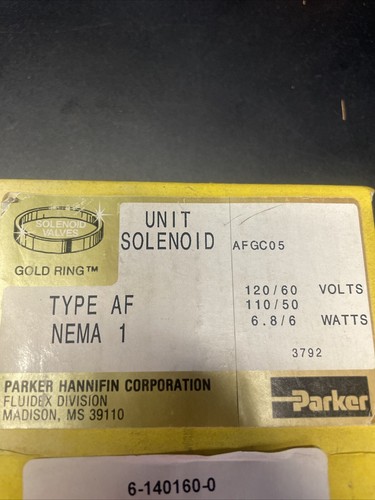 SOLENOID
VALVES
GOLD RING™
UNIT
SOLENOID AFGC05
TYPE AF
NEMA 1
120/60 VOLTS
110/50
6.8/6 WATTS
3792
PARKER HANNIFIN CORPORATION
FLUIDEX DIVISION
MADISON, MS 39110
Parker
6-140160-0